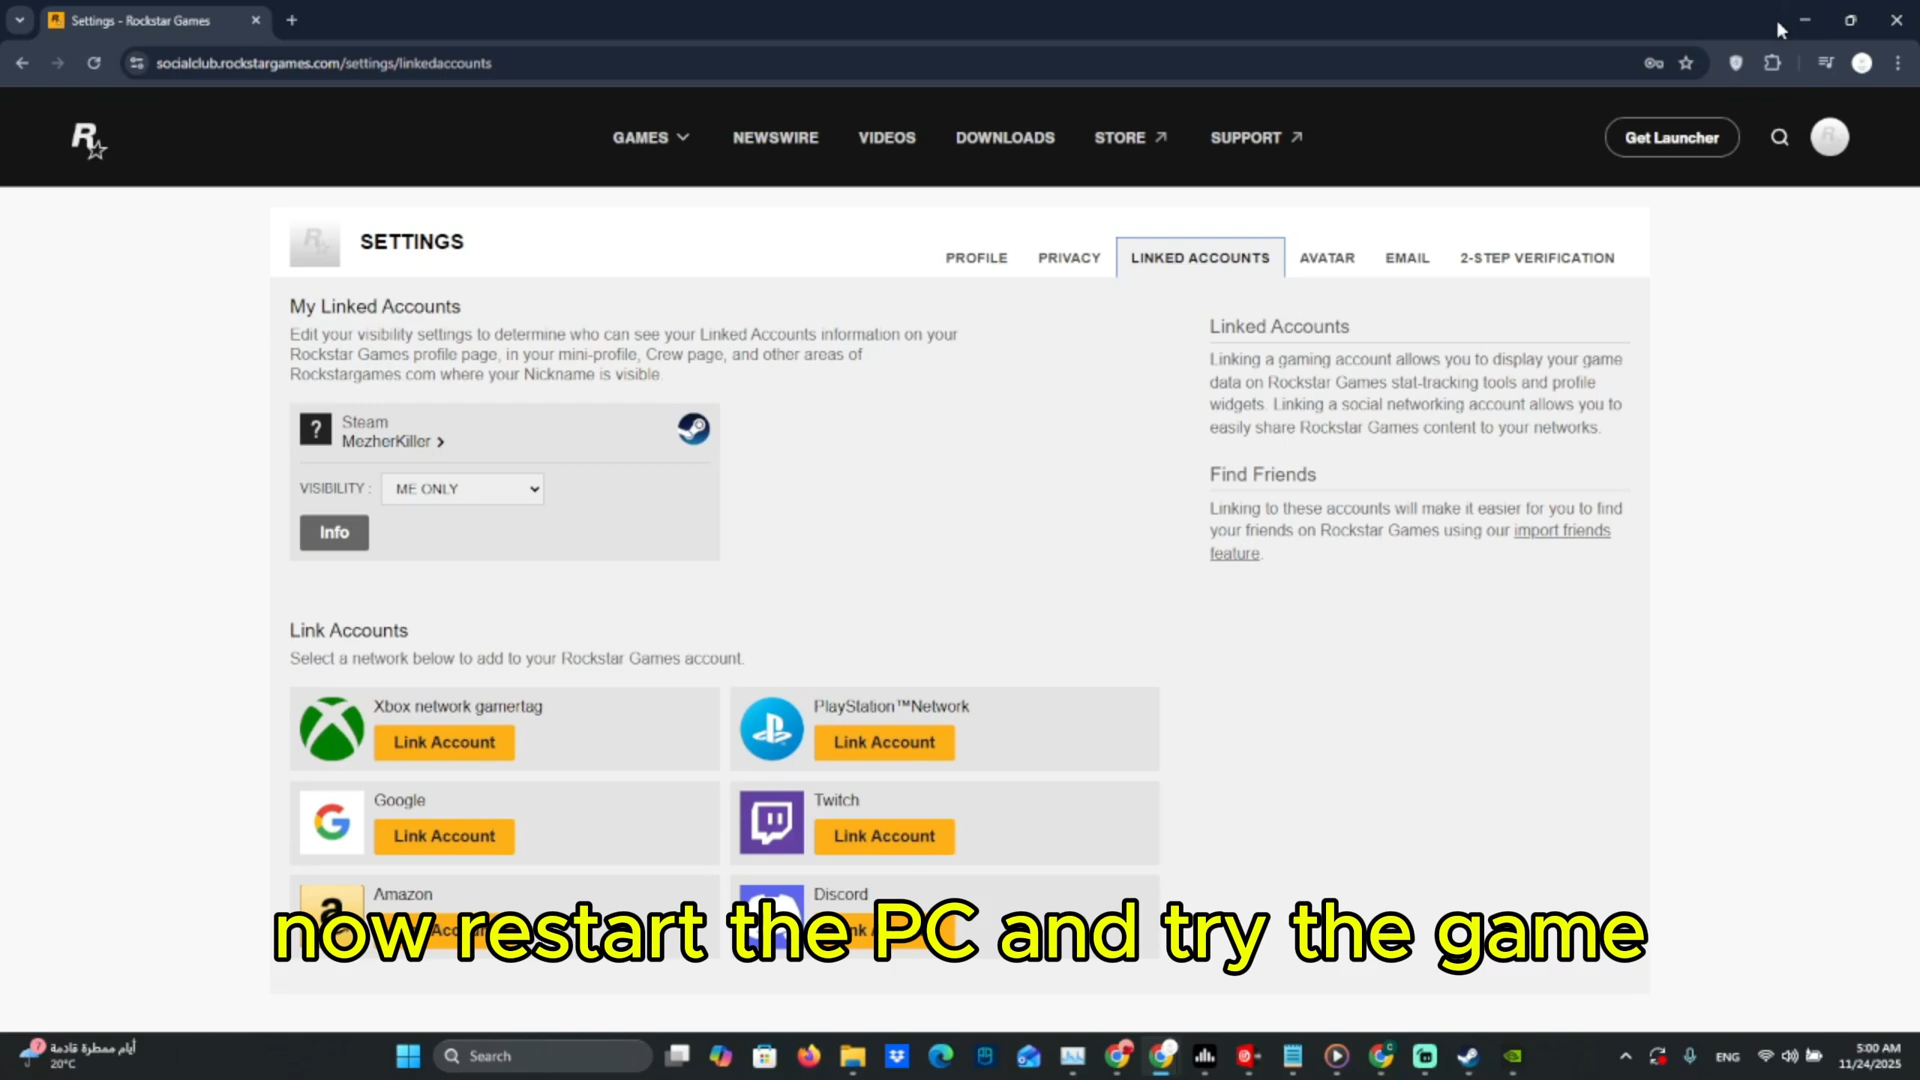 Settings - Rockstar Games
socialclub.rockstargames.com/settings/linkedaccounts
GAMES
NEWSWIRE
VIDEOS
DOWNLOADS
STORE
SUPPORT
Get Launcher
SETTINGS
PROFILE
PRIVACY
LINKED ACCOUNTS
AVATAR
EMAIL
2-STEP VERIFICATION
My Linked Accounts
Edit your visibility settings to determine who can see your Linked Accounts information on your
Rockstar Games profile page, in your mini-profile, Crew page, and other areas of
Rockstargames com where your Nickname is visible.
Steam
MezherKiller
VISIBILITY :
ME ONLY
Info
Linked Accounts
Linking a gaming account allows you to display your game
data on Rockstar Games stat-tracking tools and profile
widgets. Linking a social networking account allows you to
easily share Rockstar Games content to your networks.
Find Friends
Linking to these accounts will make it easier for you to find
your friends on Rockstar Games using our import friends
feature.
Link Accounts
Select a network below to add to your Rockstar Games account.
Xbox network gamertag
Link Account
PlayStation™Network
Link Account
Google
Link Account
Twitch
Link Account
Amazon
Discord
now restart the PC and try the game
أيام ممطرة قادمة
20°C
Search
ENG
5:00 AM
11/24/2025